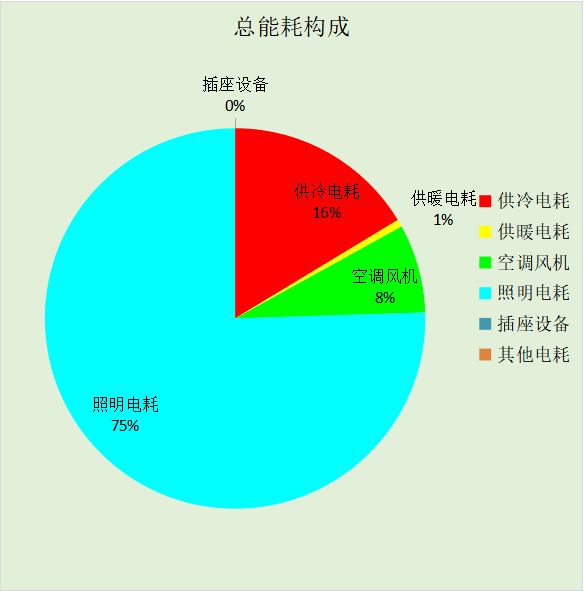 总能耗构成
插座设备
0%
供冷电耗
16%
供暖电耗
1%
空调风机
8%
照明电耗
75%
供冷电耗
供暖电耗
空调风机
照明电耗
插座设备
其他电耗